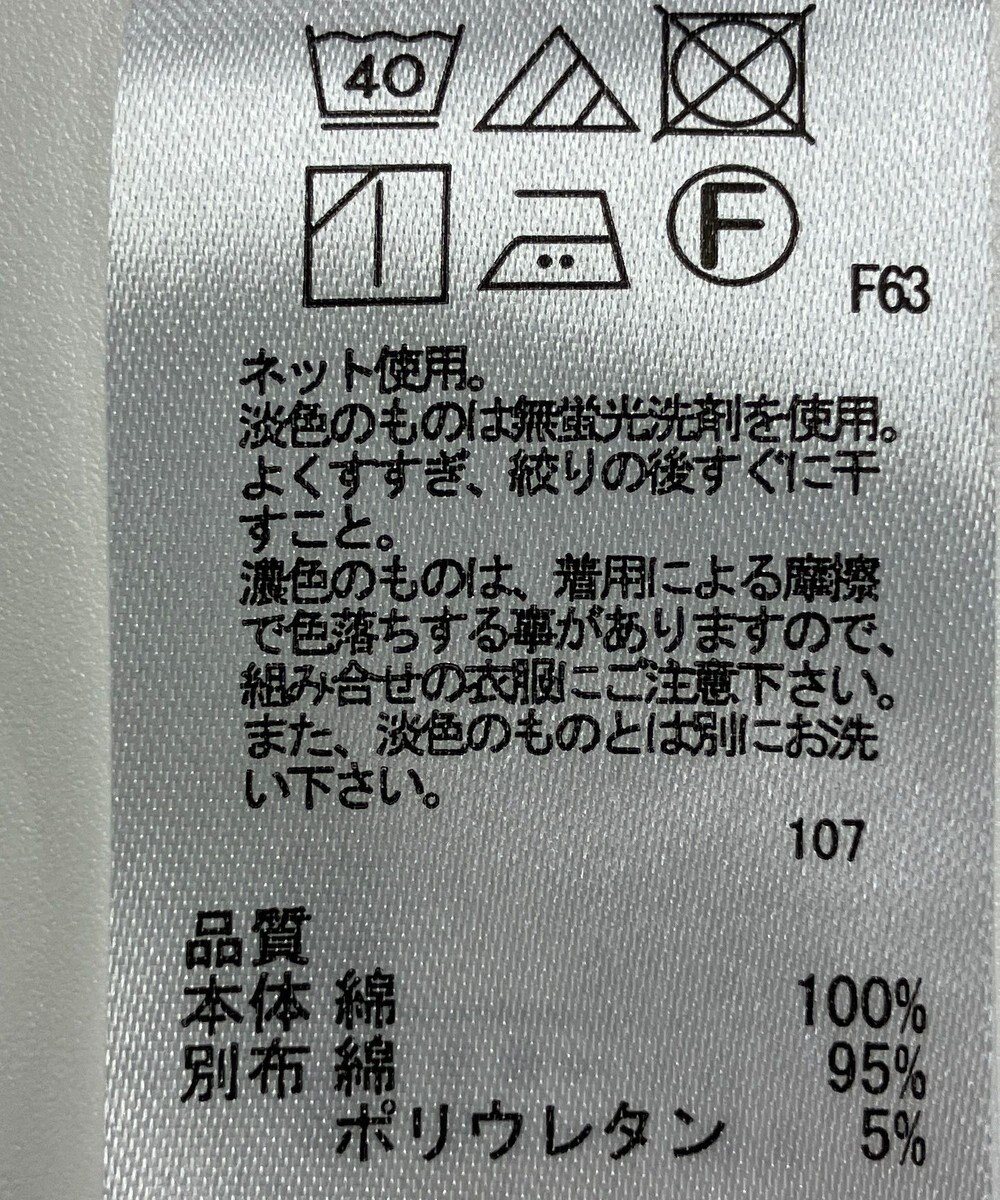 40
F
F63
ネット使用。
淡色のものは無蛍光洗剤を使用。
よくすすぎ、絞りの後すぐに干
すこと。
濃色のものは、着用による摩擦
で色落ちする事がありますので、
組み合せの衣服にご注意下さい。
また、淡色のものとは別にお洗
い下さい。
107
品質
本体 綿 100%
別布 綿 95%
ポリウレタン 5%